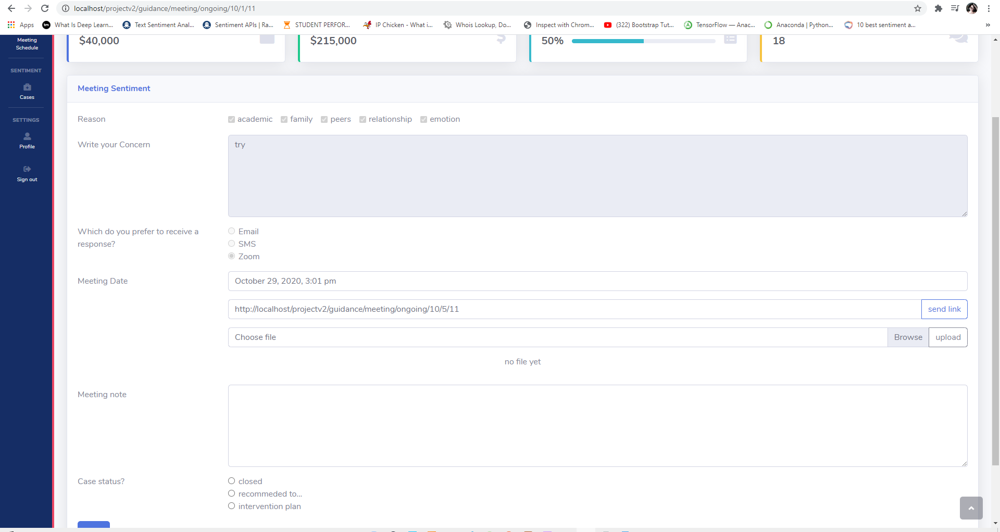 localhost/projectv2/guidance/meeting/ongoing/10/1/11
Apps What Is Deep Learn... Text Sentiment Anal... Sentiment APIs | Ra... STUDENT PERFOR... IP Chicken - What i... Whois Lookup, Do... Inspect with Chrom... (322) Bootstrap Tut... TensorFlow — Anac... Anaconda | Python... 10 best sentiment a... »
Meeting
Schedule
SENTIMENT
Cases
SETTINGS
Profile
Sign out
$40,000 $215,000 50% 18
Meeting Sentiment
Reason academic family peers relationship emotion
Write your Concern try
Which do you prefer to receive a
response?
Email
SMS
Zoom
Meeting Date October 29, 2020, 3:01 pm
http://localhost/projectv2/guidance/meeting/ongoing/10/5/11 send link
Choose file Browse upload
no file yet
Meeting note
Case status? closed
recommeded to...
intervention plan